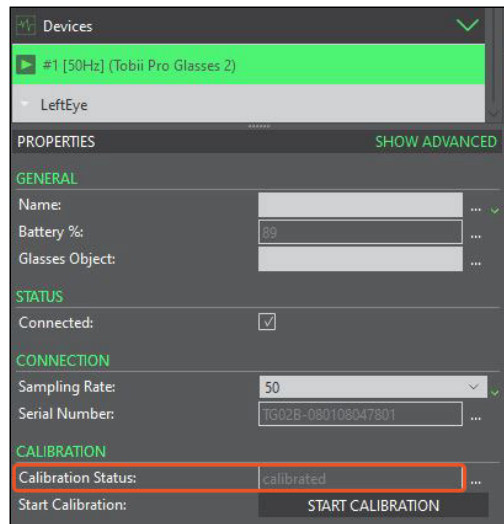 Devices
#1 [50Hz] (Tobii Pro Glasses 2)
LeftEye
PROPERTIES SHOW ADVANCED
GENERAL
Name: ...
Battery %: 89 ...
Glasses Object: ...
STATUS
Connected:
CONNECTION
Sampling Rate: 50
Serial Number: TG02B-080108047801 ...
CALIBRATION
Calibration Status: calibrated ...
Start Calibration: START CALIBRATION